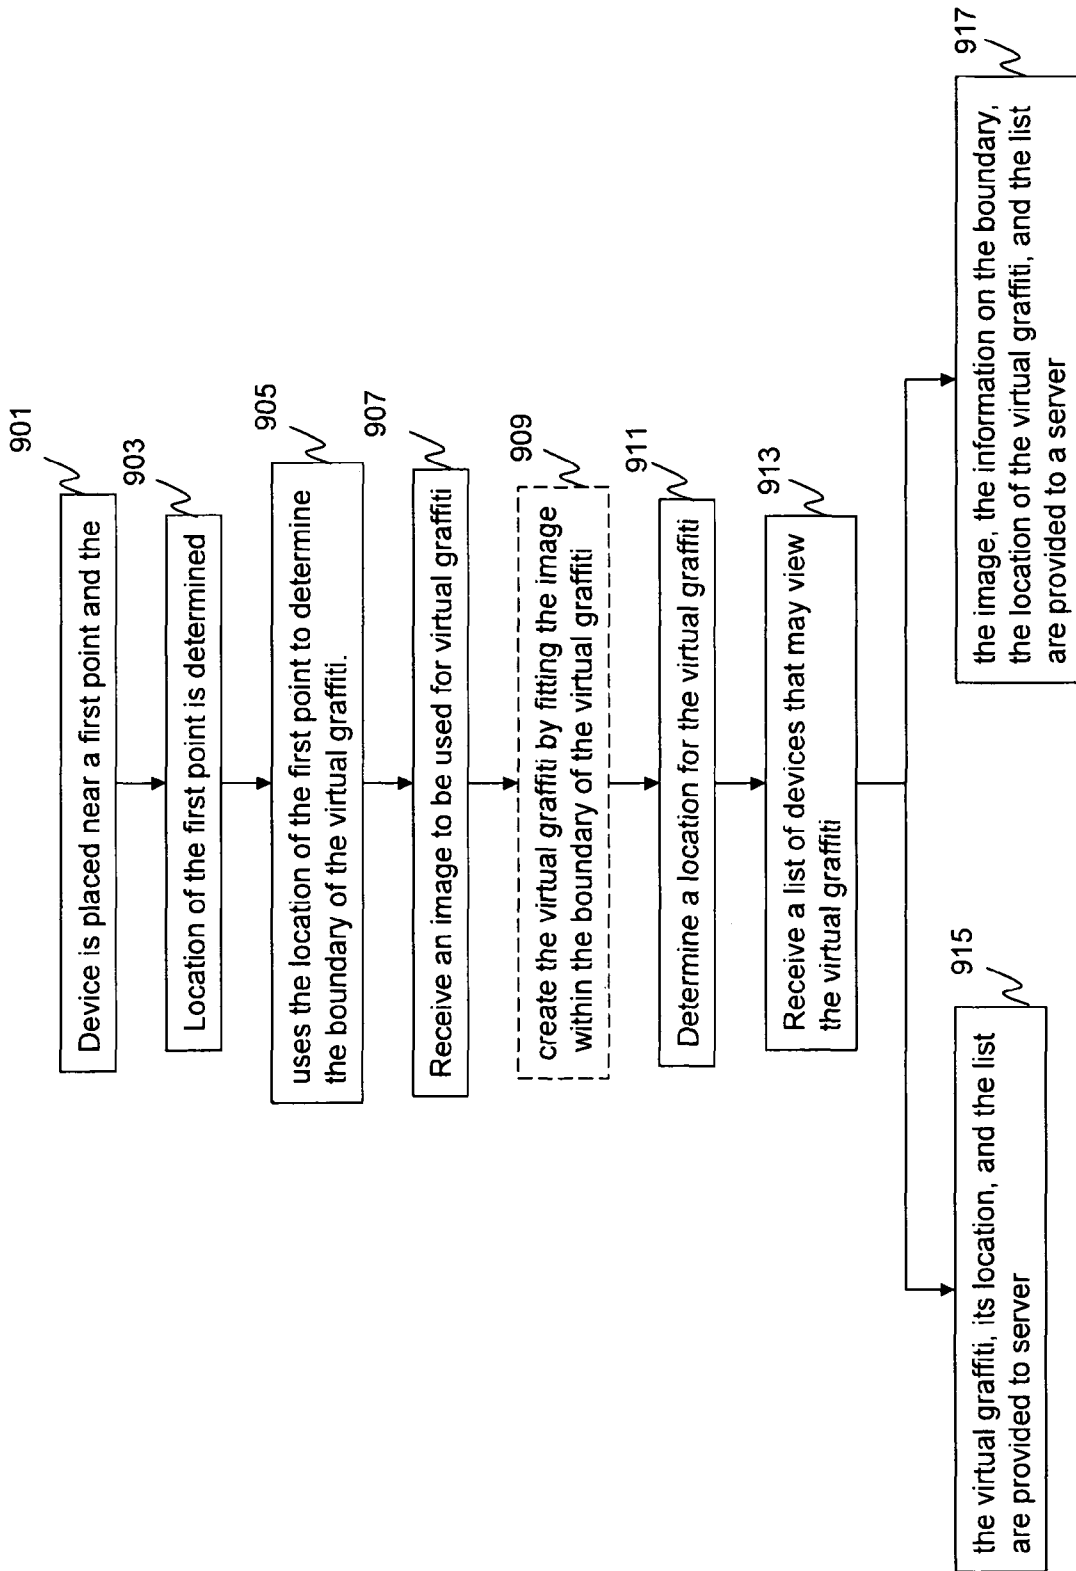 901
Device is placed near a first point and the
903
Location of the first point is determined
905
uses the location of the first point to determine
the boundary of the virtual graffiti.
907
Receive an image to be used for virtual graffiti
909
create the virtual graffiti by fitting the image
within the boundary of the virtual graffiti
911
Determine a location for the virtual graffiti
913
Receive a list of devices that may view
the virtual graffiti
915
the virtual graffiti, its location, and the list
are provided to server
917
the image, the information on the boundary,
the location of the virtual graffiti, and the list
are provided to a server